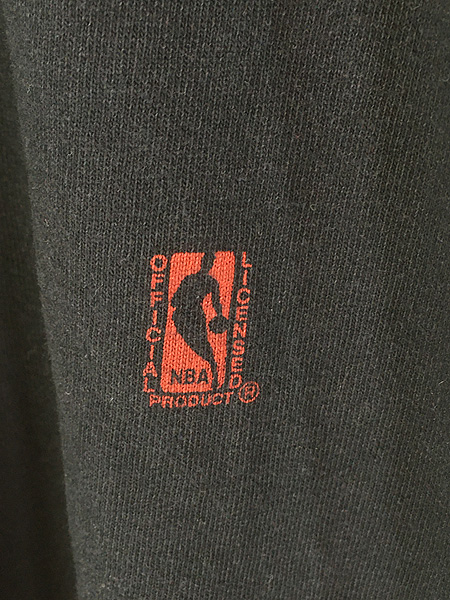 OFFICIAL
LICENSED
NBA
PRODUCT ®